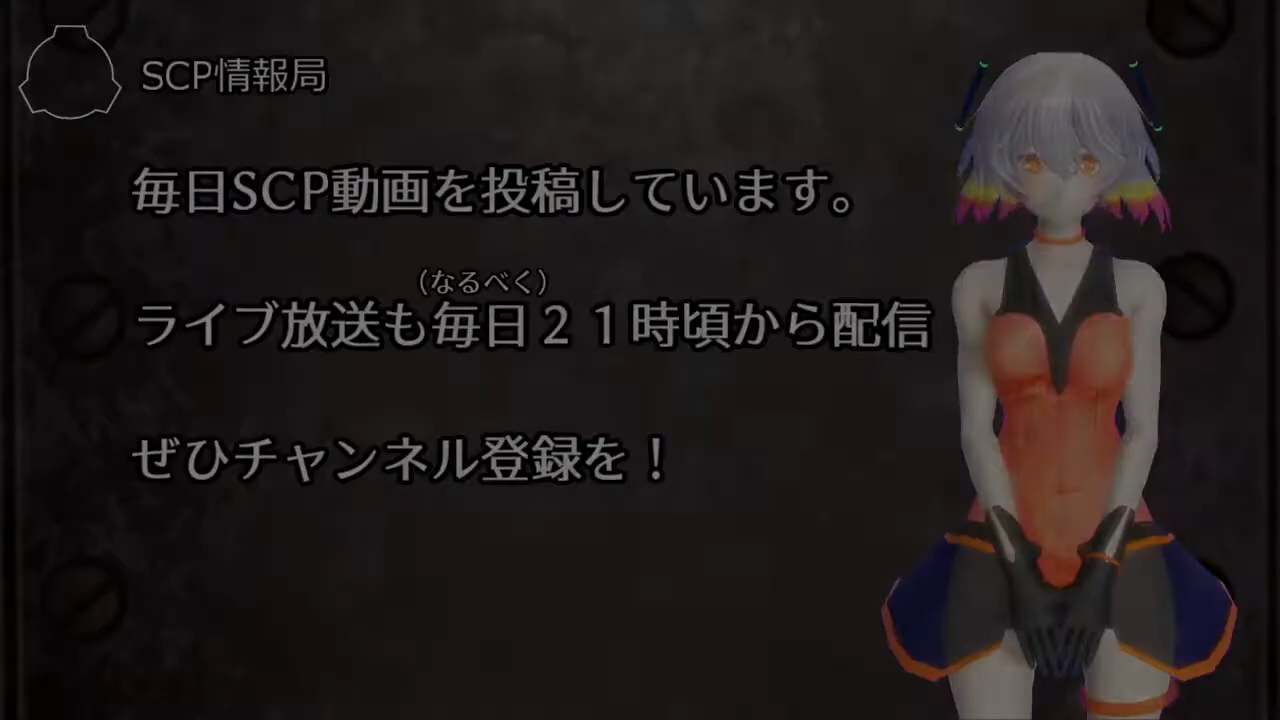 SCP情報局
毎日SCP動画を投稿しています。
（なるべく）
ライブ放送も毎日２１時頃から配信
ぜひチャンネル登録を！